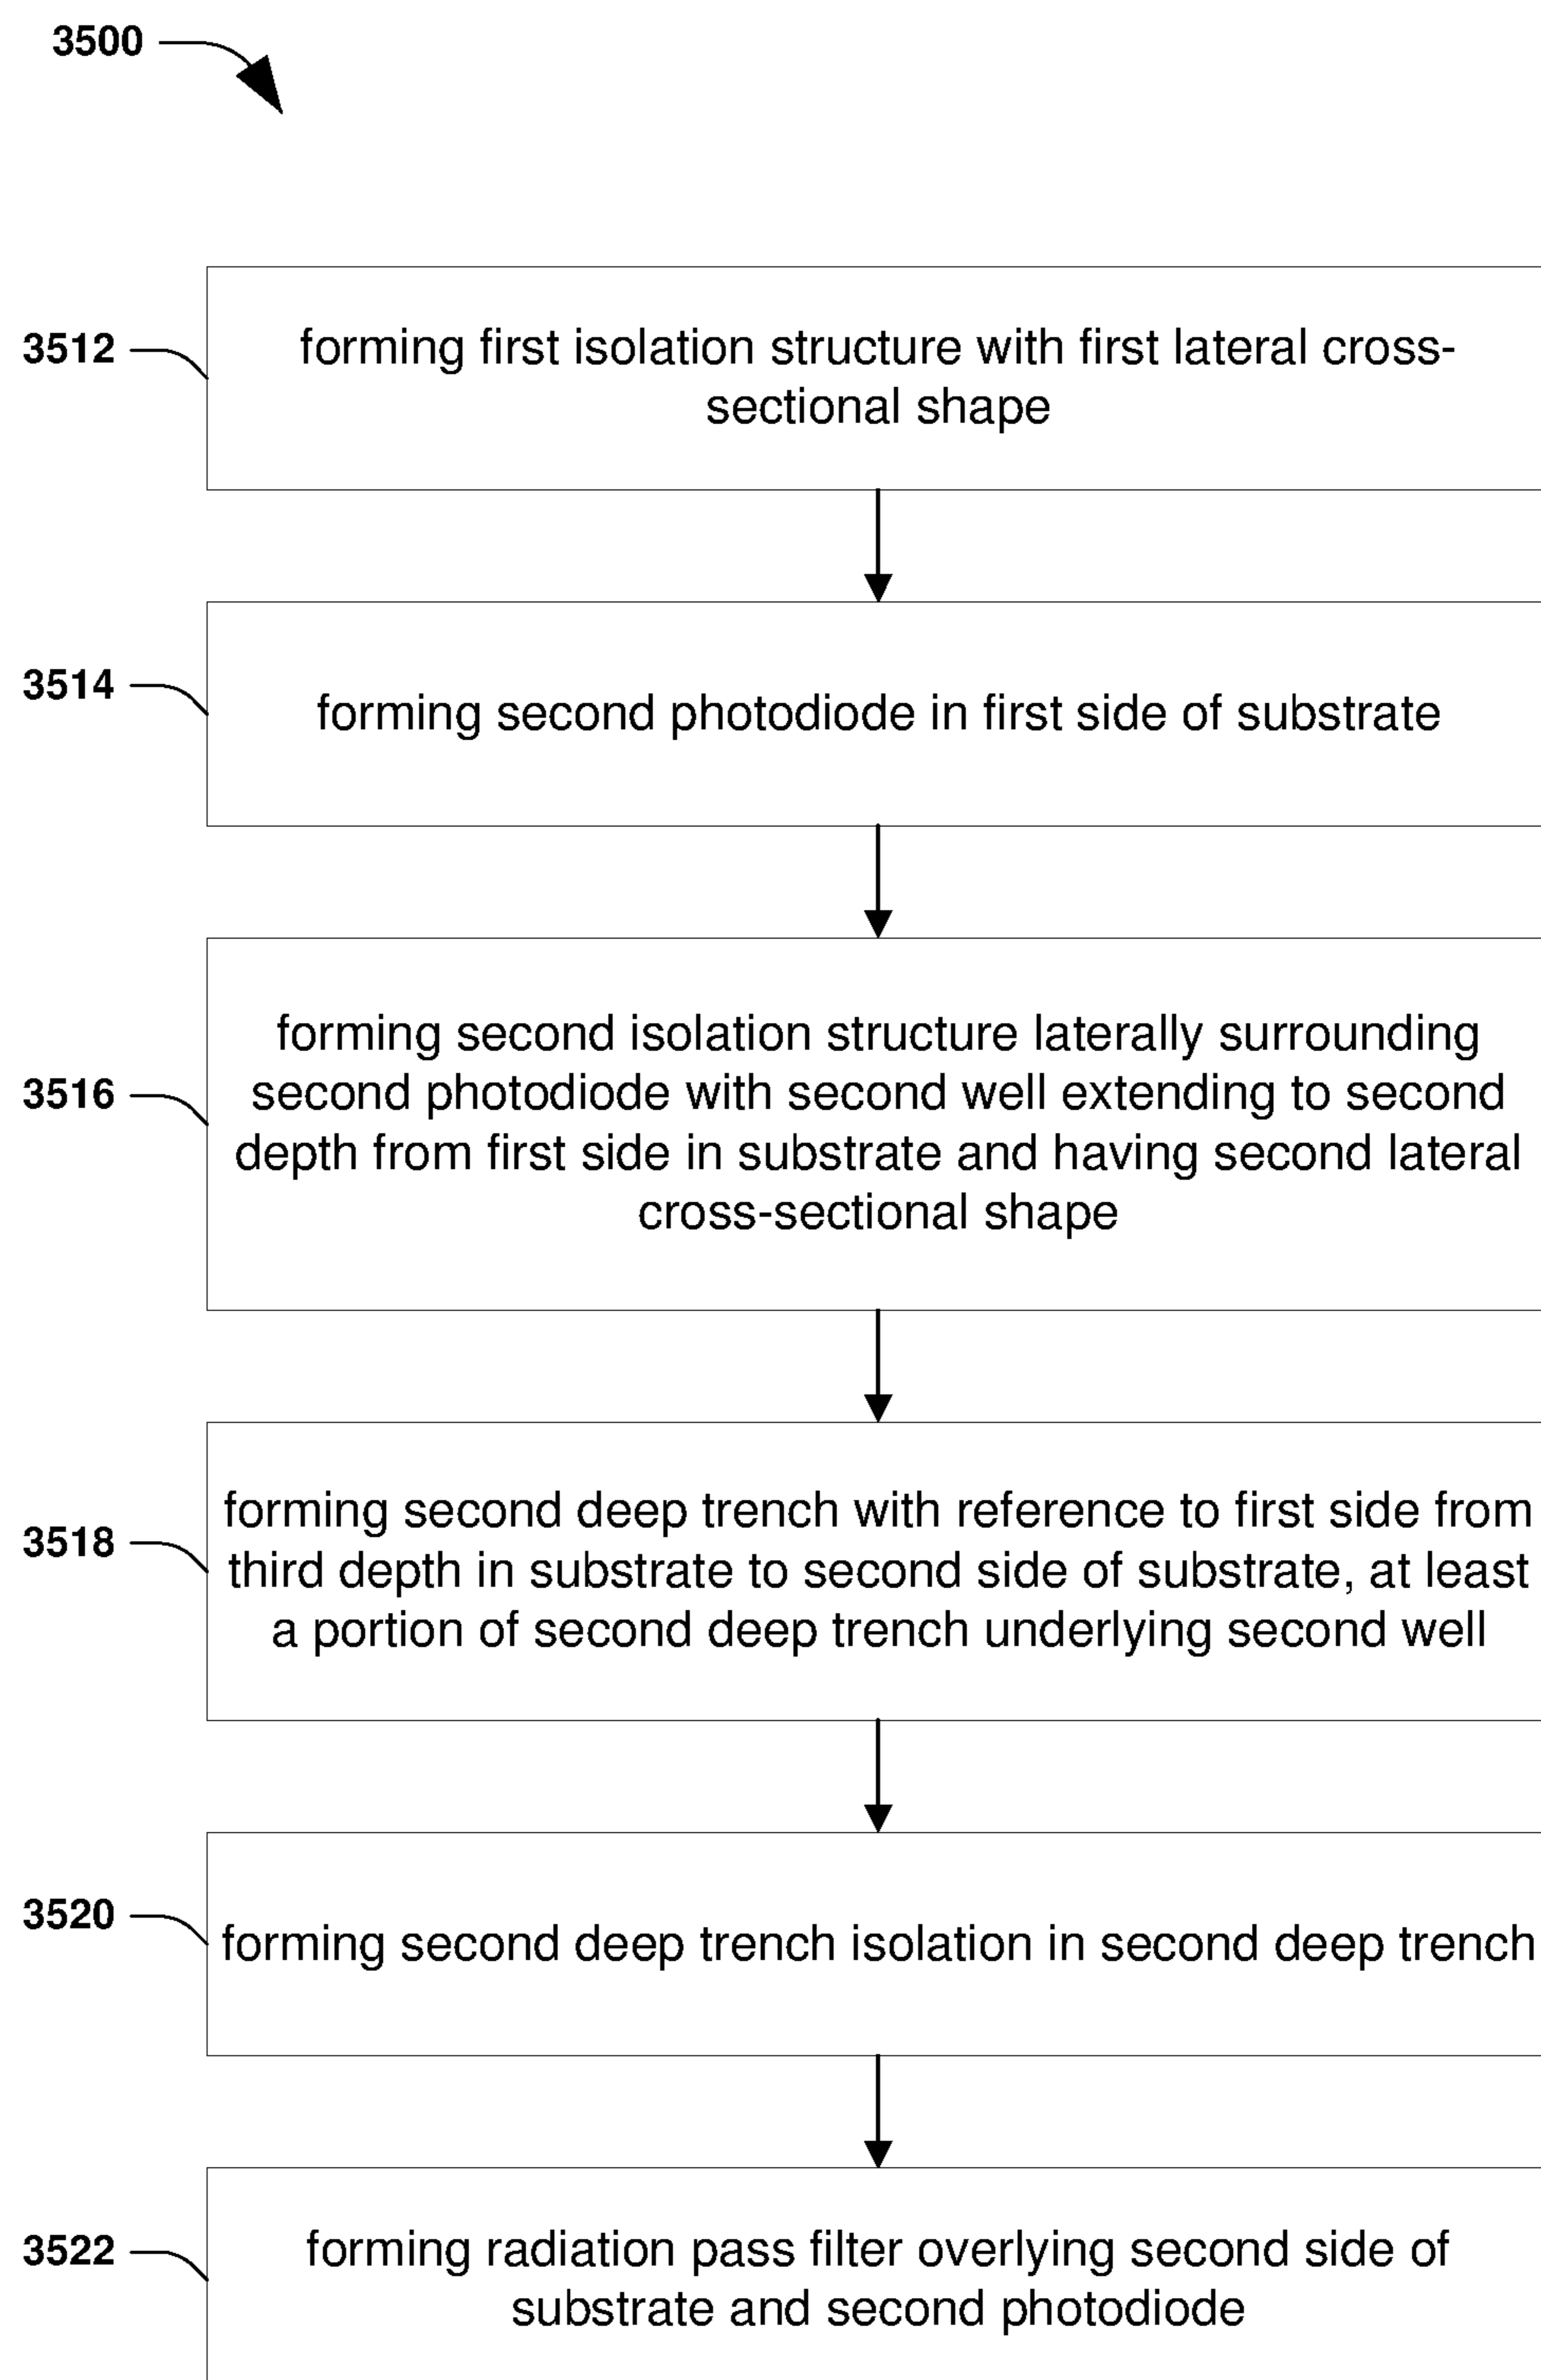 3500
3512
forming first isolation structure with first lateral cross-
sectional shape
3514
forming second photodiode in first side of substrate
3516
forming second isolation structure laterally surrounding
second photodiode with second well extending to second
depth from first side in substrate and having second lateral
cross-sectional shape
3518
forming second deep trench with reference to first side from
third depth in substrate to second side of substrate, at least
a portion of second deep trench underlying second well
3520
forming second deep trench isolation in second deep trench
3522
forming radiation pass filter overlying second side of
substrate and second photodiode